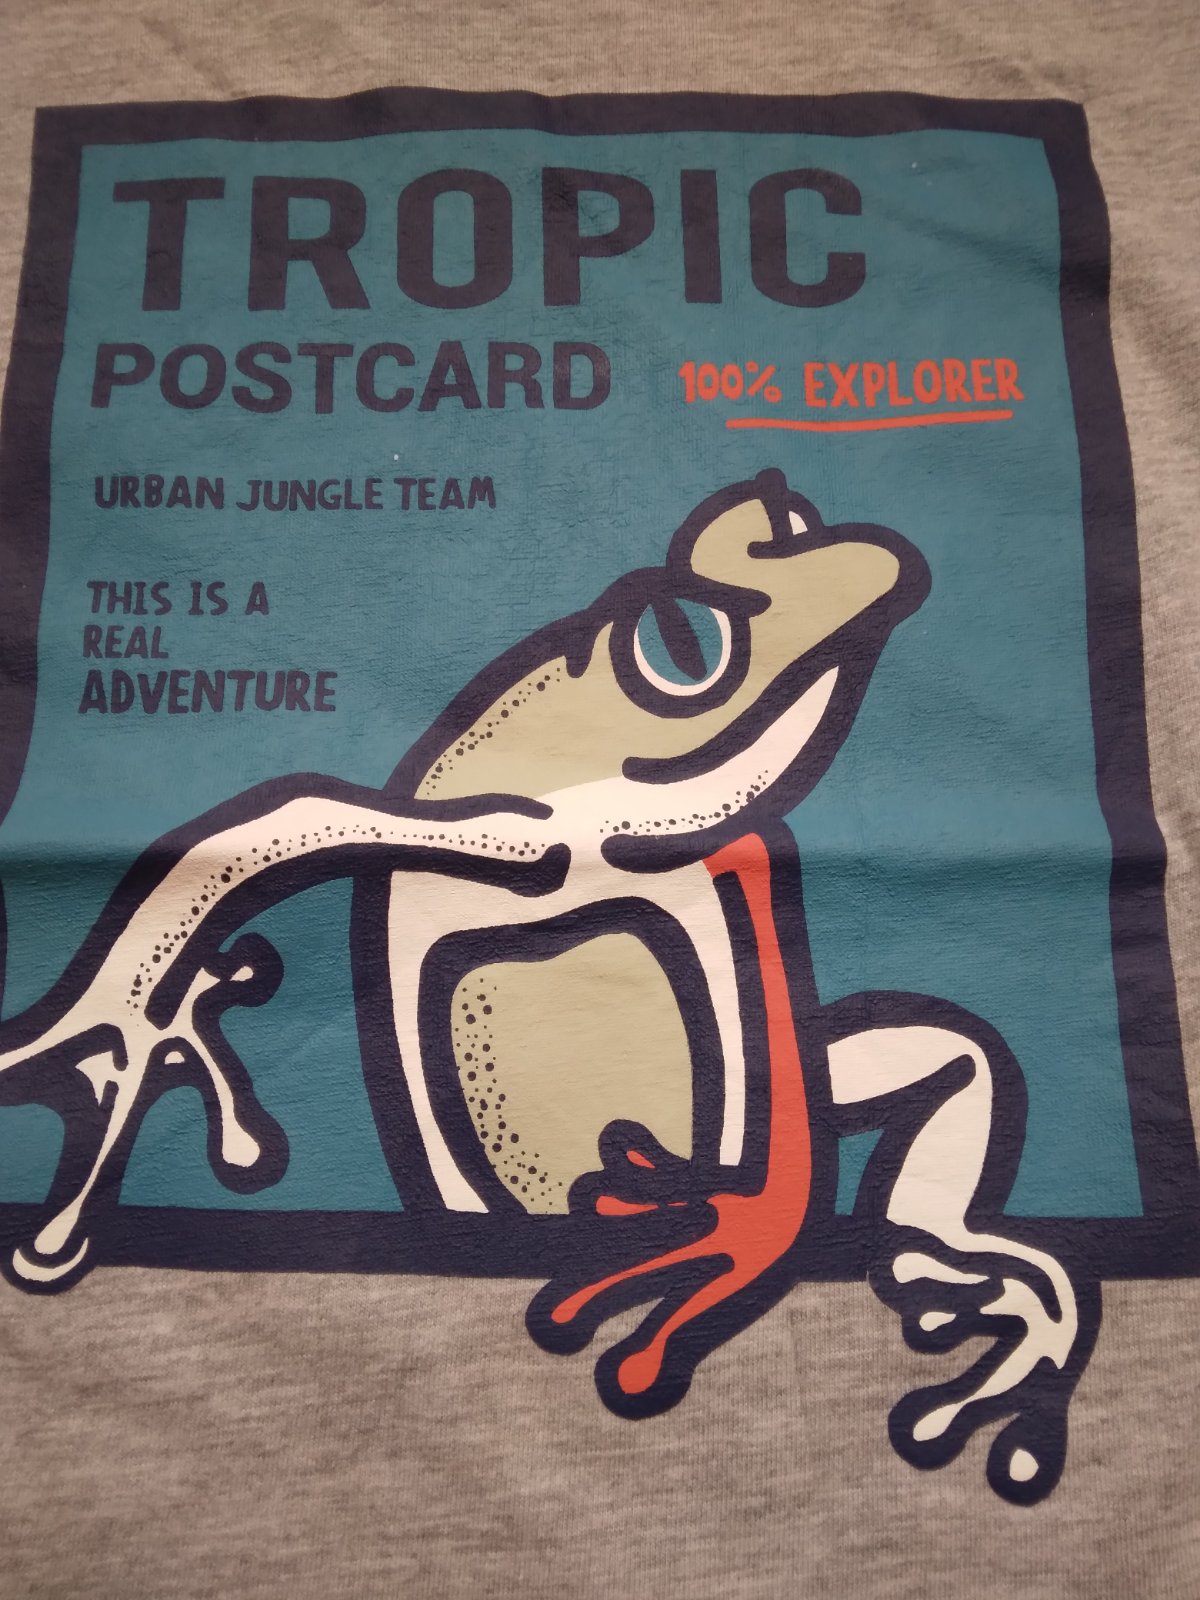 TROPIC
POSTCARD
100% EXPLORER
URBAN JUNGLE TEAM
THIS IS A
REAL
ADVENTURE